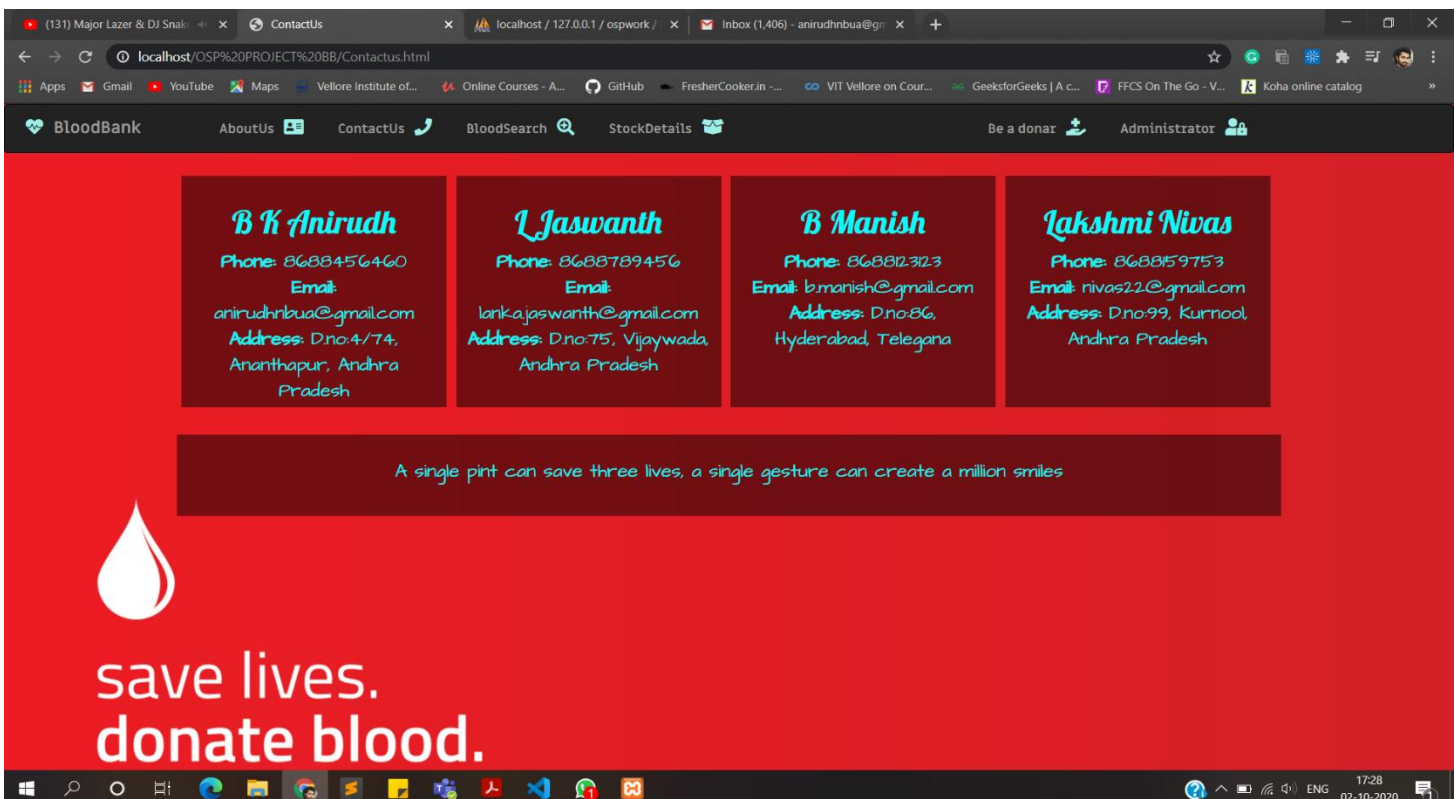 (131) Major Lazer & DJ Snak
ContactUs
localhost / 127.0.0.1 / ospwork /
Inbox (1,406) - anirudhnbua@gm
localhost/OSP%20PROJECT%20BB/Contactus.html
Apps Gmail YouTube Maps Vellore Institute of... Online Courses - A... GitHub FresherCooker.in -... VIT Vellore on Cour... GeeksforGeeks | A c... FFCS On The Go - V... Koha online catalog »
BloodBank AboutUs ContactUs BloodSearch StockDetails Be a donar Administrator
B K Anirudh
Phone: 8688456460
Email:
anirudhnbua@gmail.com
Address: D.no:4/74,
Ananthapur, Andhra
Pradesh
L Jaswanth
Phone: 8688789456
Email:
lanka.jaswanth@gmail.com
Address: D.no:75, Vijaywada,
Andhra Pradesh
B Manish
Phone: 8688123123
Email: b.manish@gmail.com
Address: D.no:86,
Hyderabad, Telegana
Lakshmi Nivas
Phone: 8688159753
Email: nivas22@gmail.com
Address: D.no:99, Kurnool,
Andhra Pradesh
A single pint can save three lives, a single gesture can create a million smiles
save lives.
donate blood.
ENG
17:28
02-10-2020